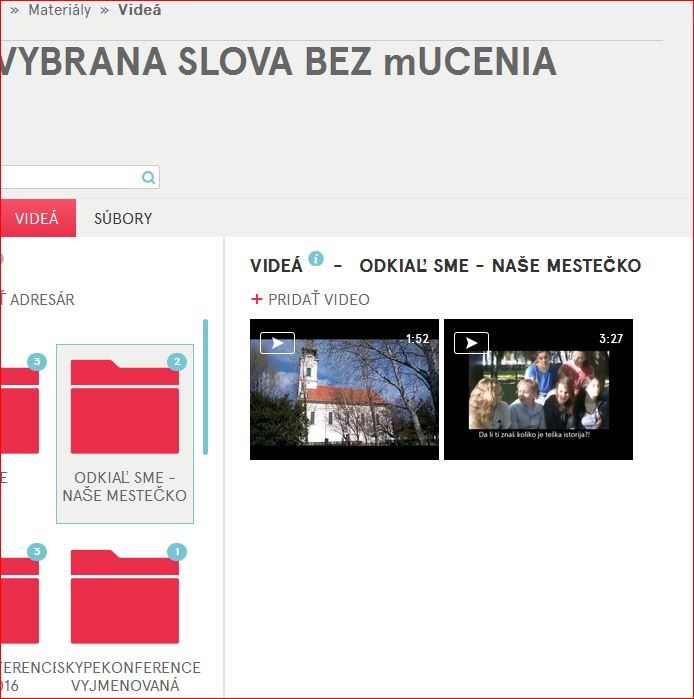 » Materiály » Videá
VYBRANA SLOVA BEZ mUCENIA
VIDEÁ SÚBORY
VIDEÁ i - ODKIAĽ SME - NAŠE MESTEČKO
Ť ADRESÁR
+ PRIDAŤ VIDEO
3
2
1:52
3:27
Da li ti znaš koliko je teška istorija?!
E
ODKIAĽ SME -
NAŠE MESTEČKO
3
1
FERENCE
016
SKYPEKONFERENCE
VYJMENOVANÁ